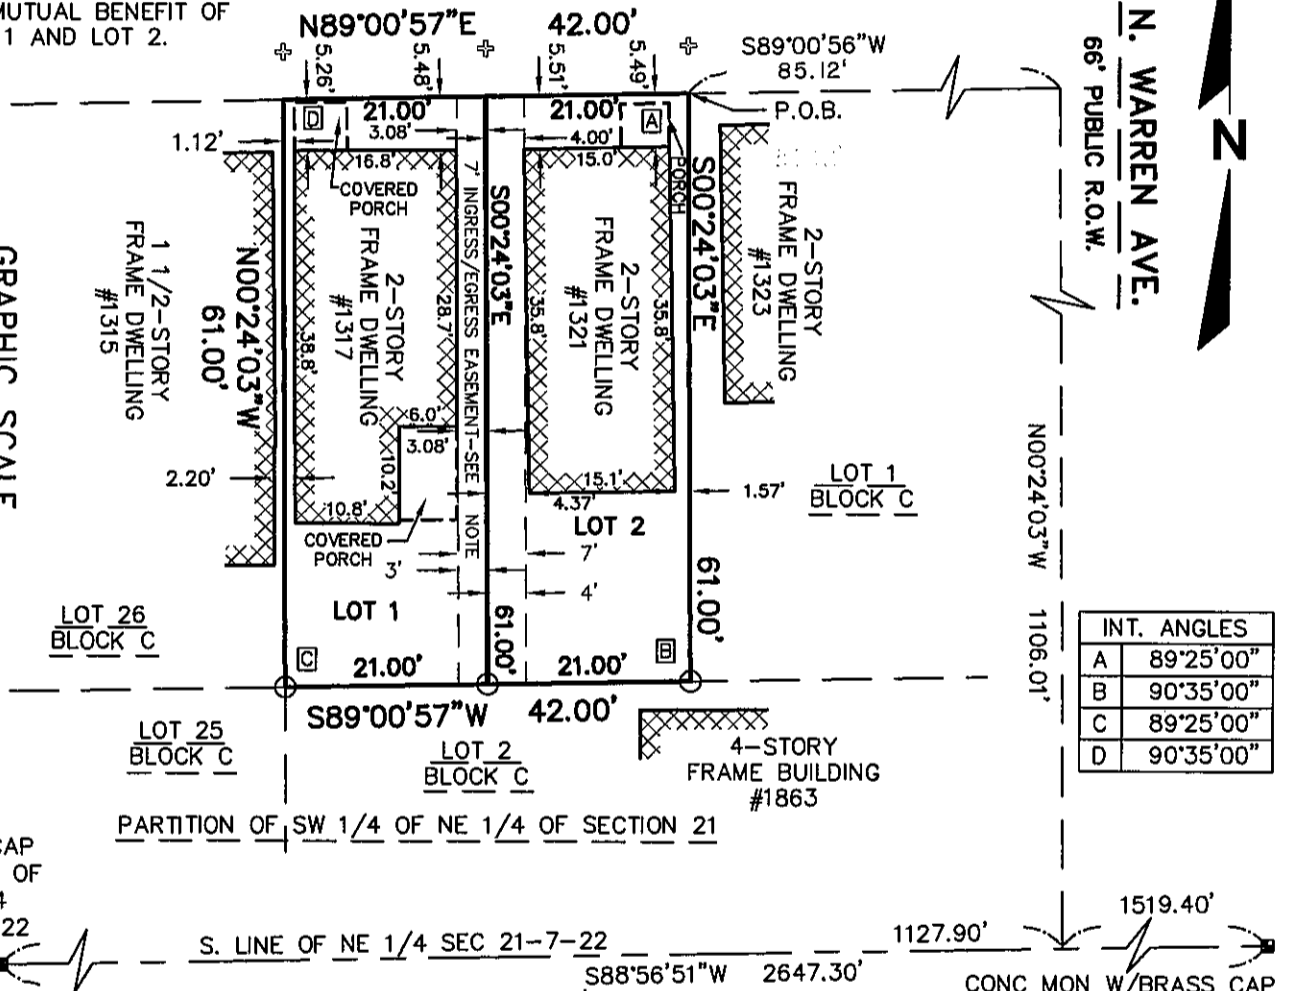 MUTUAL BENEFIT OF
1 AND LOT 2.
N89°00'57"E 42.00'
5.26'
5.48'
5.51'
5.49'
S89°00'56"W
85.12'
P.O.B.
N. WARREN AVE.
66' PUBLIC R.O.W.
N
21.00'
21.00'
D
A
3.08'
4.00'
1.12'
16.8'
15.0'
COVERED
PORCH
PORCH
7' INGRESS/EGRESS EASEMENT-SEE NOTE
S00°24'03"E
S00°24'03"E
2-STORY
FRAME DWELLING
#1323
1 1/2-STORY
FRAME DWELLING
#1315
N00°24'03"W
61.00'
2-STORY
FRAME DWELLING
#1317
2-STORY
FRAME DWELLING
#1321
38.8'
28.7'
35.8'
35.8'
GRAPHIC SCALE
6.0'
3.08'
10.2'
2.20'
10.8'
15.1'
4.37'
1.57'
LOT 1
BLOCK C
COVERED
PORCH
LOT 2
7'
3'
4'
LOT 1
61.00'
61.00'
N00°24'03"W 1106.01'
LOT 26
BLOCK C
C
B
21.00'
21.00'
S89°00'57"W 42.00'
INT. ANGLES
A 89°25'00"
B 90°35'00"
C 89°25'00"
D 90°35'00"
LOT 25
BLOCK C
LOT 2
BLOCK C
4-STORY
FRAME BUILDING
#1863
PARTITION OF SW 1/4 OF NE 1/4 OF SECTION 21
CAP
OF
4
22
S. LINE OF NE 1/4 SEC 21-7-22
1127.90'
1519.40'
S88°56'51"W 2647.30'
CONC MON W/BRASS CAP